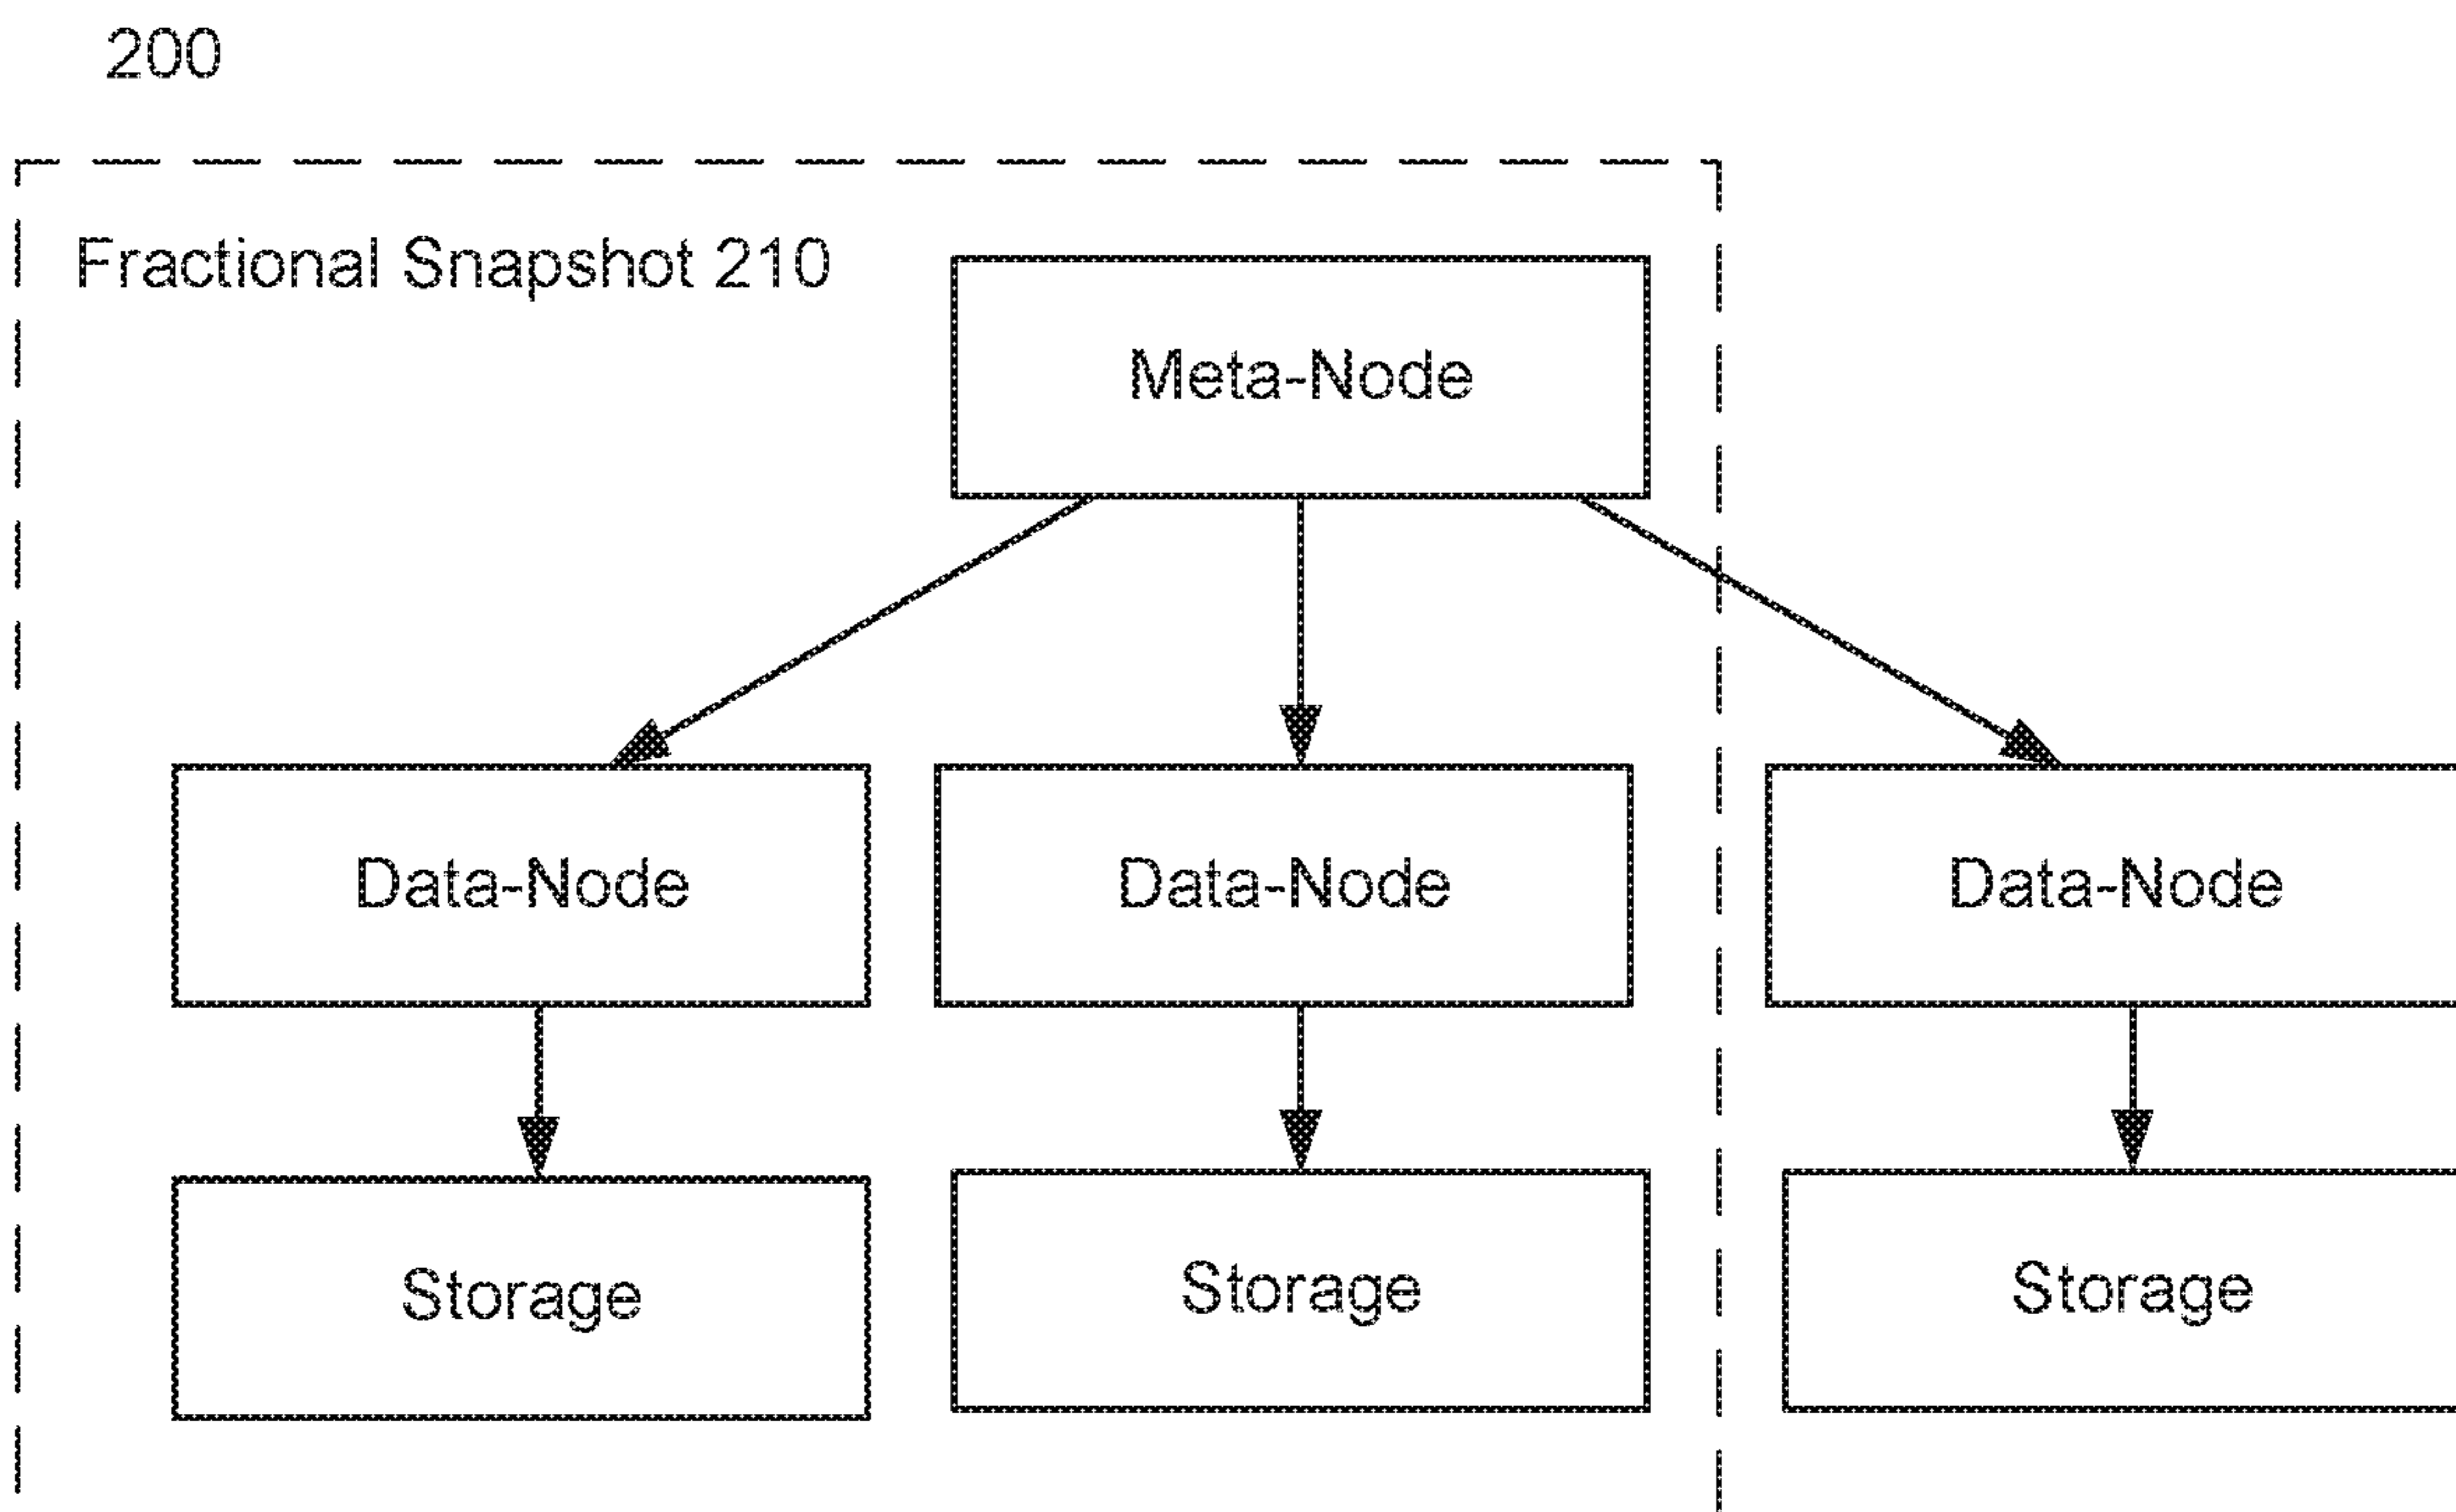 200
Fractional Snapshot 210
Meta-Node
Data-Node Data-Node Data-Node
Storage Storage Storage